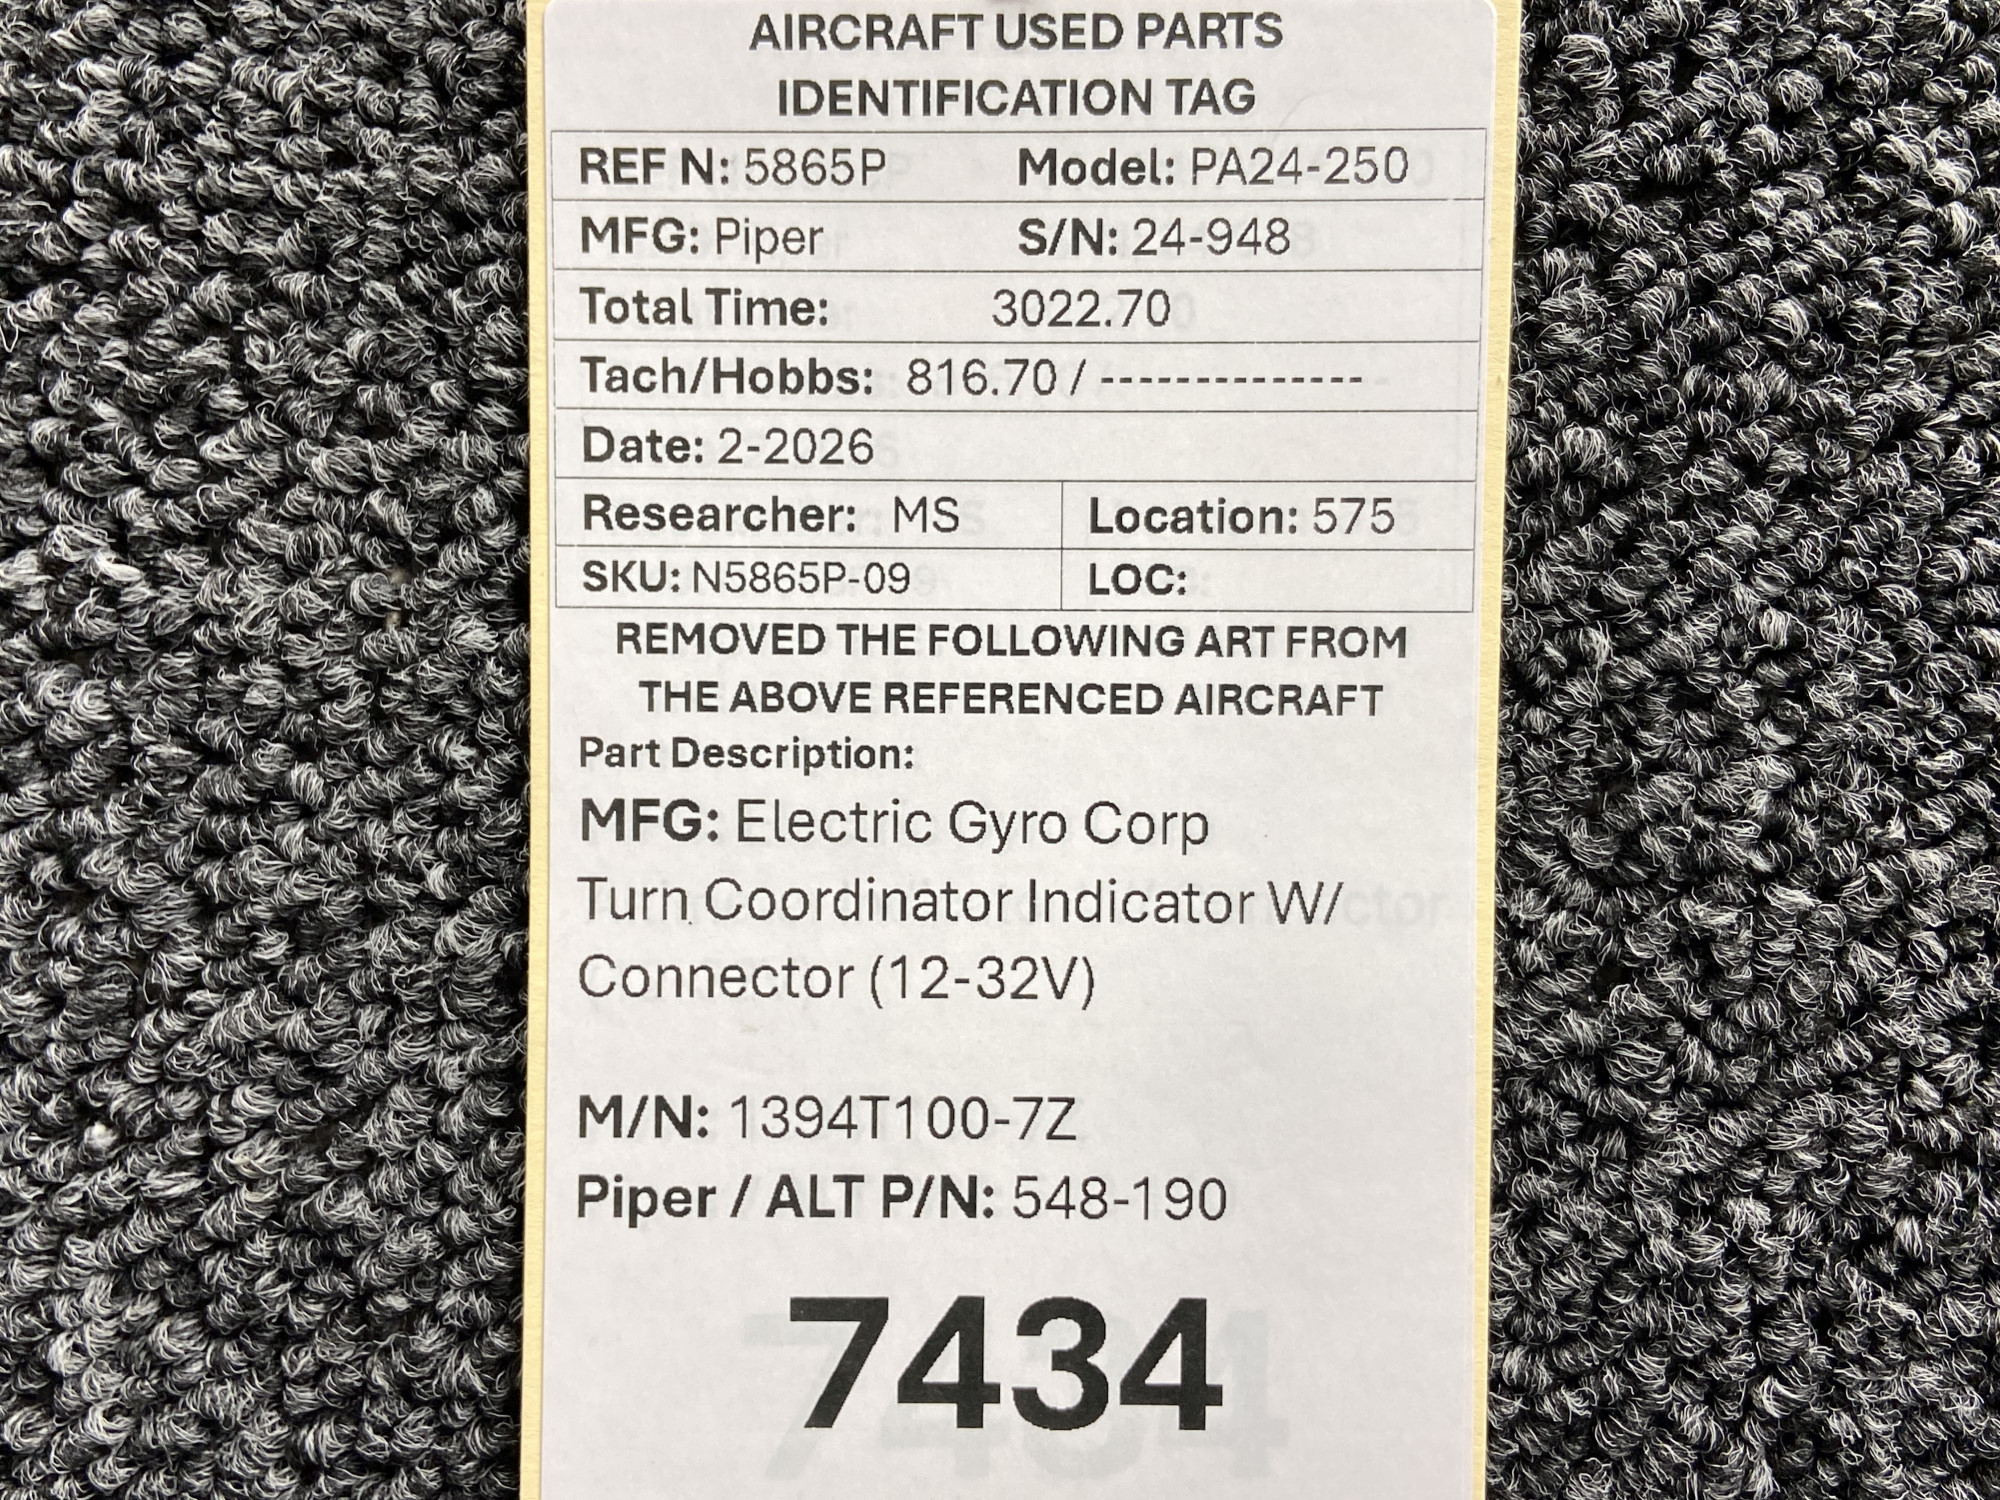 AIRCRAFT USED PARTS
IDENTIFICATION TAG
REF N: 5865P Model: PA24-250
MFG: Piper S/N: 24-948
Total Time: 3022.70
Tach/Hobbs: 816.70 / --------------
Date: 2-2026
Researcher: MS Location: 575
SKU: N5865P-09 LOC:
REMOVED THE FOLLOWING ART FROM
THE ABOVE REFERENCED AIRCRAFT
Part Description:
MFG: Electric Gyro Corp
Turn Coordinator Indicator W/
Connector (12-32V)
M/N: 1394T100-7Z
Piper / ALT P/N: 548-190
7434